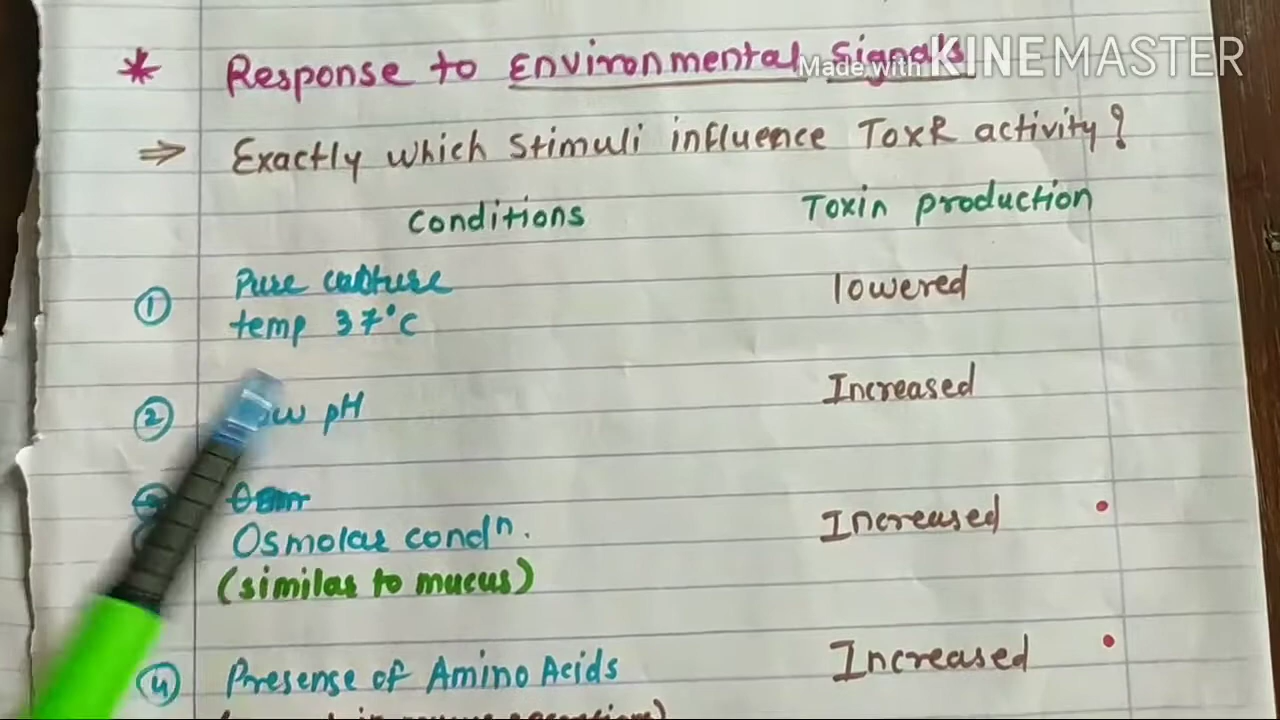 * Response to Environmental Signals
Made with KINEMASTER
⇒ Exactly which stimuli influence ToxR activity?
Conditions Toxin production
① Pure culture lowered
temp 37°C
② pH Increased
Osmolar condⁿ. Increased
(similar to mucus)
④ Presense of Amino Acids Increased